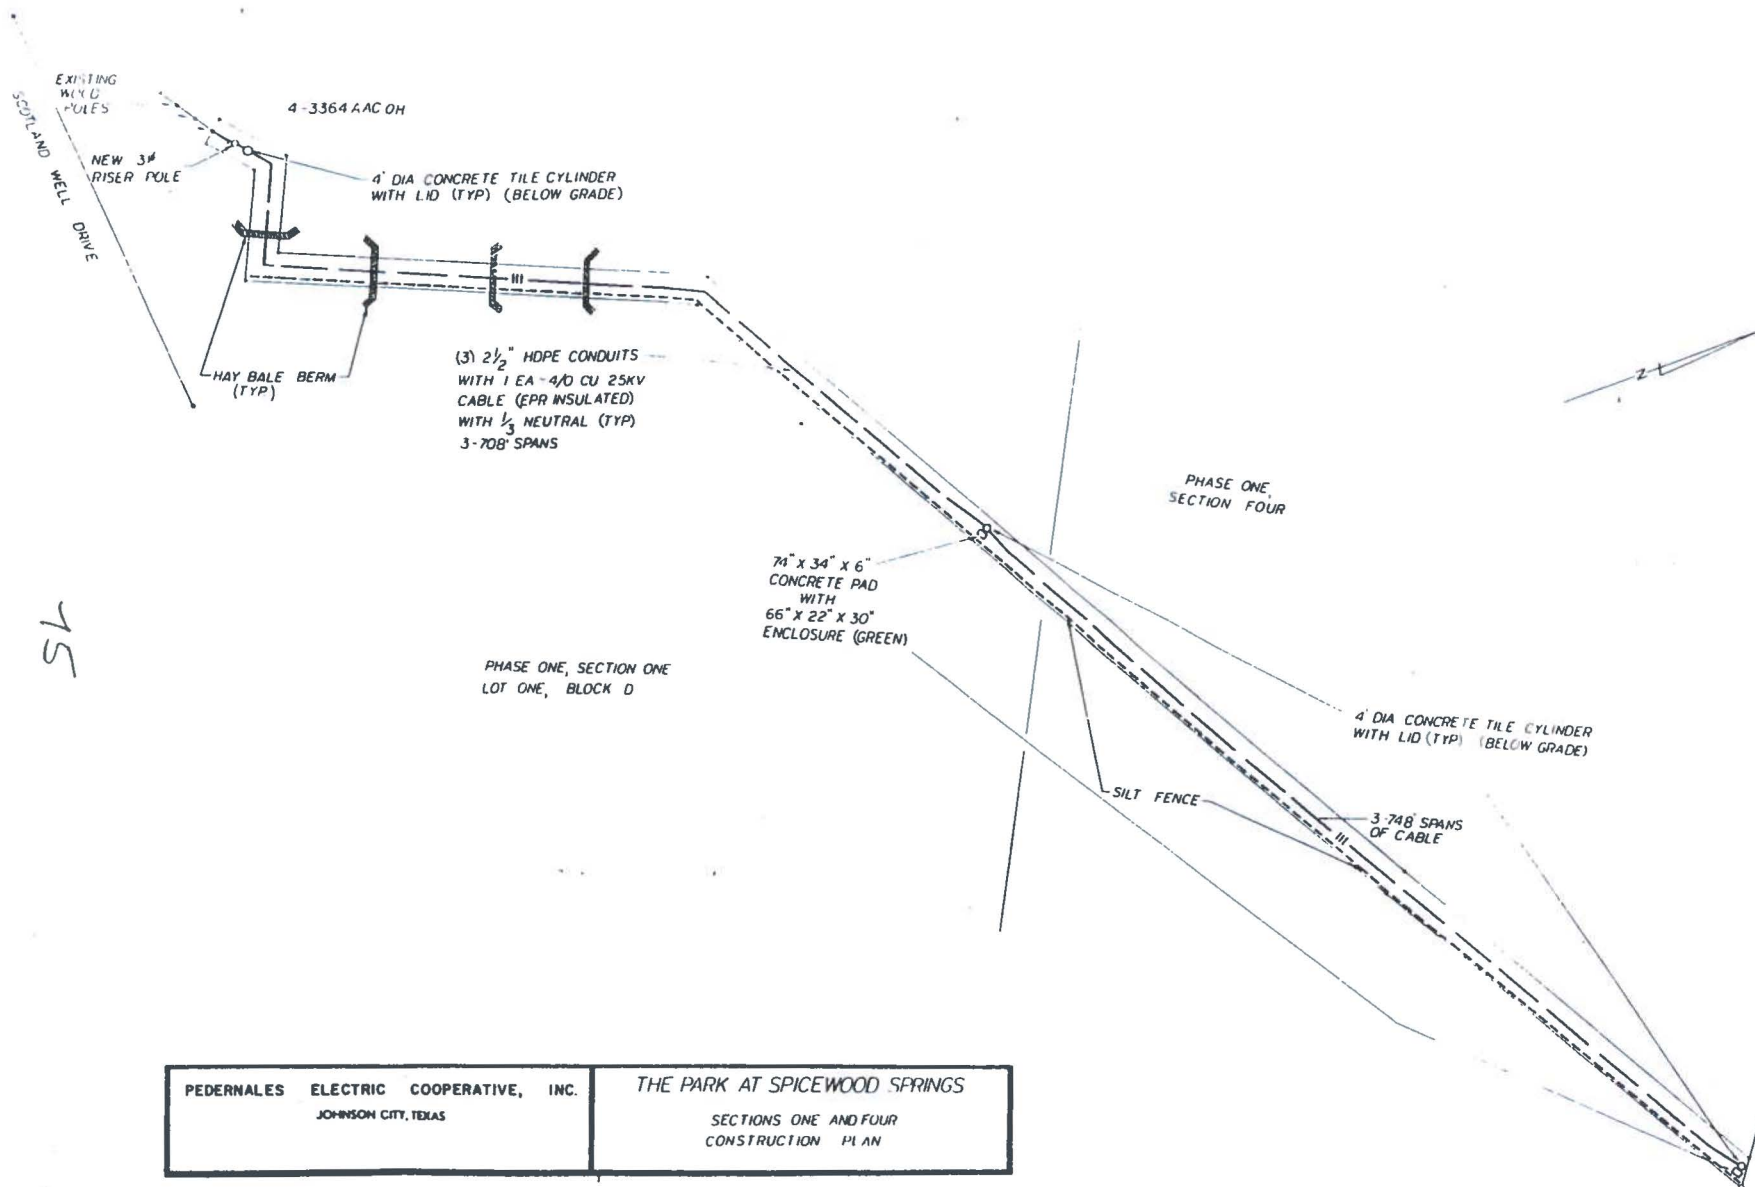 EXISTING
WOOD
POLES
SCOTLAND WELL DRIVE
4-3364 AAC OH
NEW 3Ø
RISER POLE
4' DIA CONCRETE TILE CYLINDER
WITH LID (TYP) (BELOW GRADE)
HAY BALE BERM
(TYP)
(3) 2½" HDPE CONDUITS
WITH 1 EA-4/0 CU 25KV
CABLE (EPR INSULATED)
WITH ⅓ NEUTRAL (TYP)
3-708' SPANS
N
PHASE ONE,
SECTION FOUR
74" X 34" X 6"
CONCRETE PAD
WITH
66" X 22" X 30"
ENCLOSURE (GREEN)
75
PHASE ONE, SECTION ONE
LOT ONE, BLOCK D
4' DIA CONCRETE TILE CYLINDER
WITH LID (TYP) (BELOW GRADE)
SILT FENCE
3-748' SPANS
OF CABLE
PEDERNALES ELECTRIC COOPERATIVE, INC.
JOHNSON CITY, TEXAS
THE PARK AT SPICEWOOD SPRINGS
SECTIONS ONE AND FOUR
CONSTRUCTION PLAN